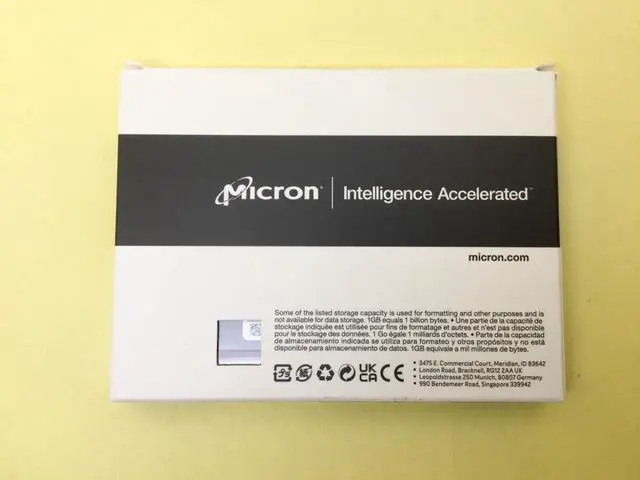 Micron® | Intelligence Accelerated™
micron.com
Some of the listed storage capacity is used for formatting and other purposes and is
not available for data storage. 1GB equals 1 billion bytes. • Une partie de la capacité de
stockage indiquée est utilisée pour fins de formatage et autres et n'est pas disponible
pour le stockage des données. 1 Go égale 1 milliards d'octets. • Parte de la capacidad
de almacenamiento indicada se utiliza para formateo y otros propósitos y no está
disponible para almacenamiento de datos. 1GB equivale a mil millones de bytes.
• 3475 E. Commercial Court, Meridian, ID 83642
• London Road, Bracknell, RG12 2AA UK
• Leopoldstrasse 250 Munich, 80807 Germany
• 990 Bendemeer Road, Singapore 339942
プラ 紙 UK CA CE